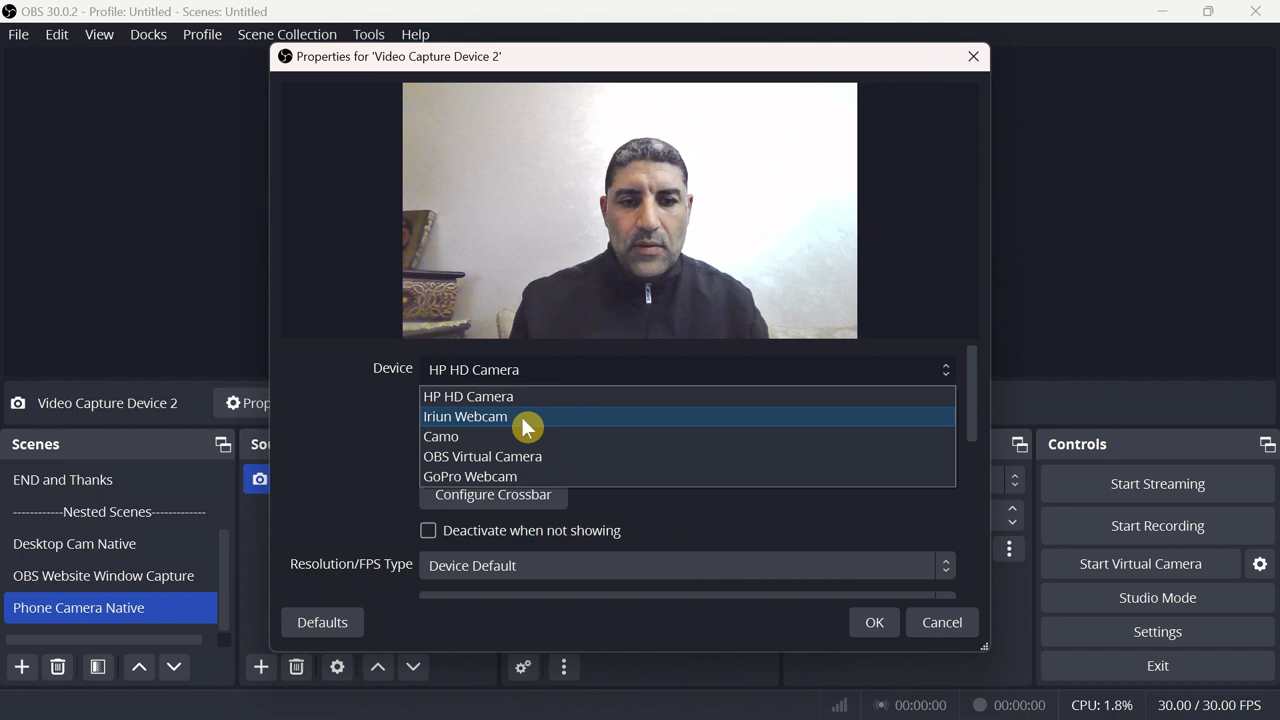 OBS 30.0.2 - Profile: Untitled - Scenes: Untitled
File Edit View Docks Profile Scene Collection Tools Help
Properties for 'Video Capture Device 2'
Device HP HD Camera
HP HD Camera
Iriun Webcam
Camo
OBS Virtual Camera
GoPro Webcam
Configure Crossbar
Deactivate when not showing
Resolution/FPS Type Device Default
Defaults OK Cancel
Video Capture Device 2 Prop
Scenes
END and Thanks
------------Nested Scenes-------------
Desktop Cam Native
OBS Website Window Capture
Phone Camera Native
Sou
Controls
Start Streaming
Start Recording
Start Virtual Camera
Studio Mode
Settings
Exit
00:00:00 00:00:00 CPU: 1.8% 30.00 / 30.00 FPS